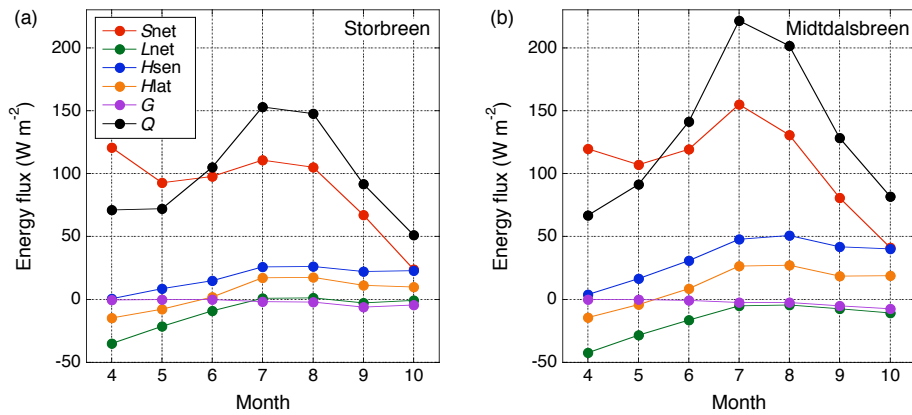 (a)
Storbreen
Snet
Lnet
Hsen
Hlat
G
Q
Energy flux (W m⁻²)
200
150
100
50
0
-50
4 5 6 7 8 9 10
Month
(b)
Midtdalsbreen
Energy flux (W m⁻²)
200
150
100
50
0
-50
4 5 6 7 8 9 10
Month